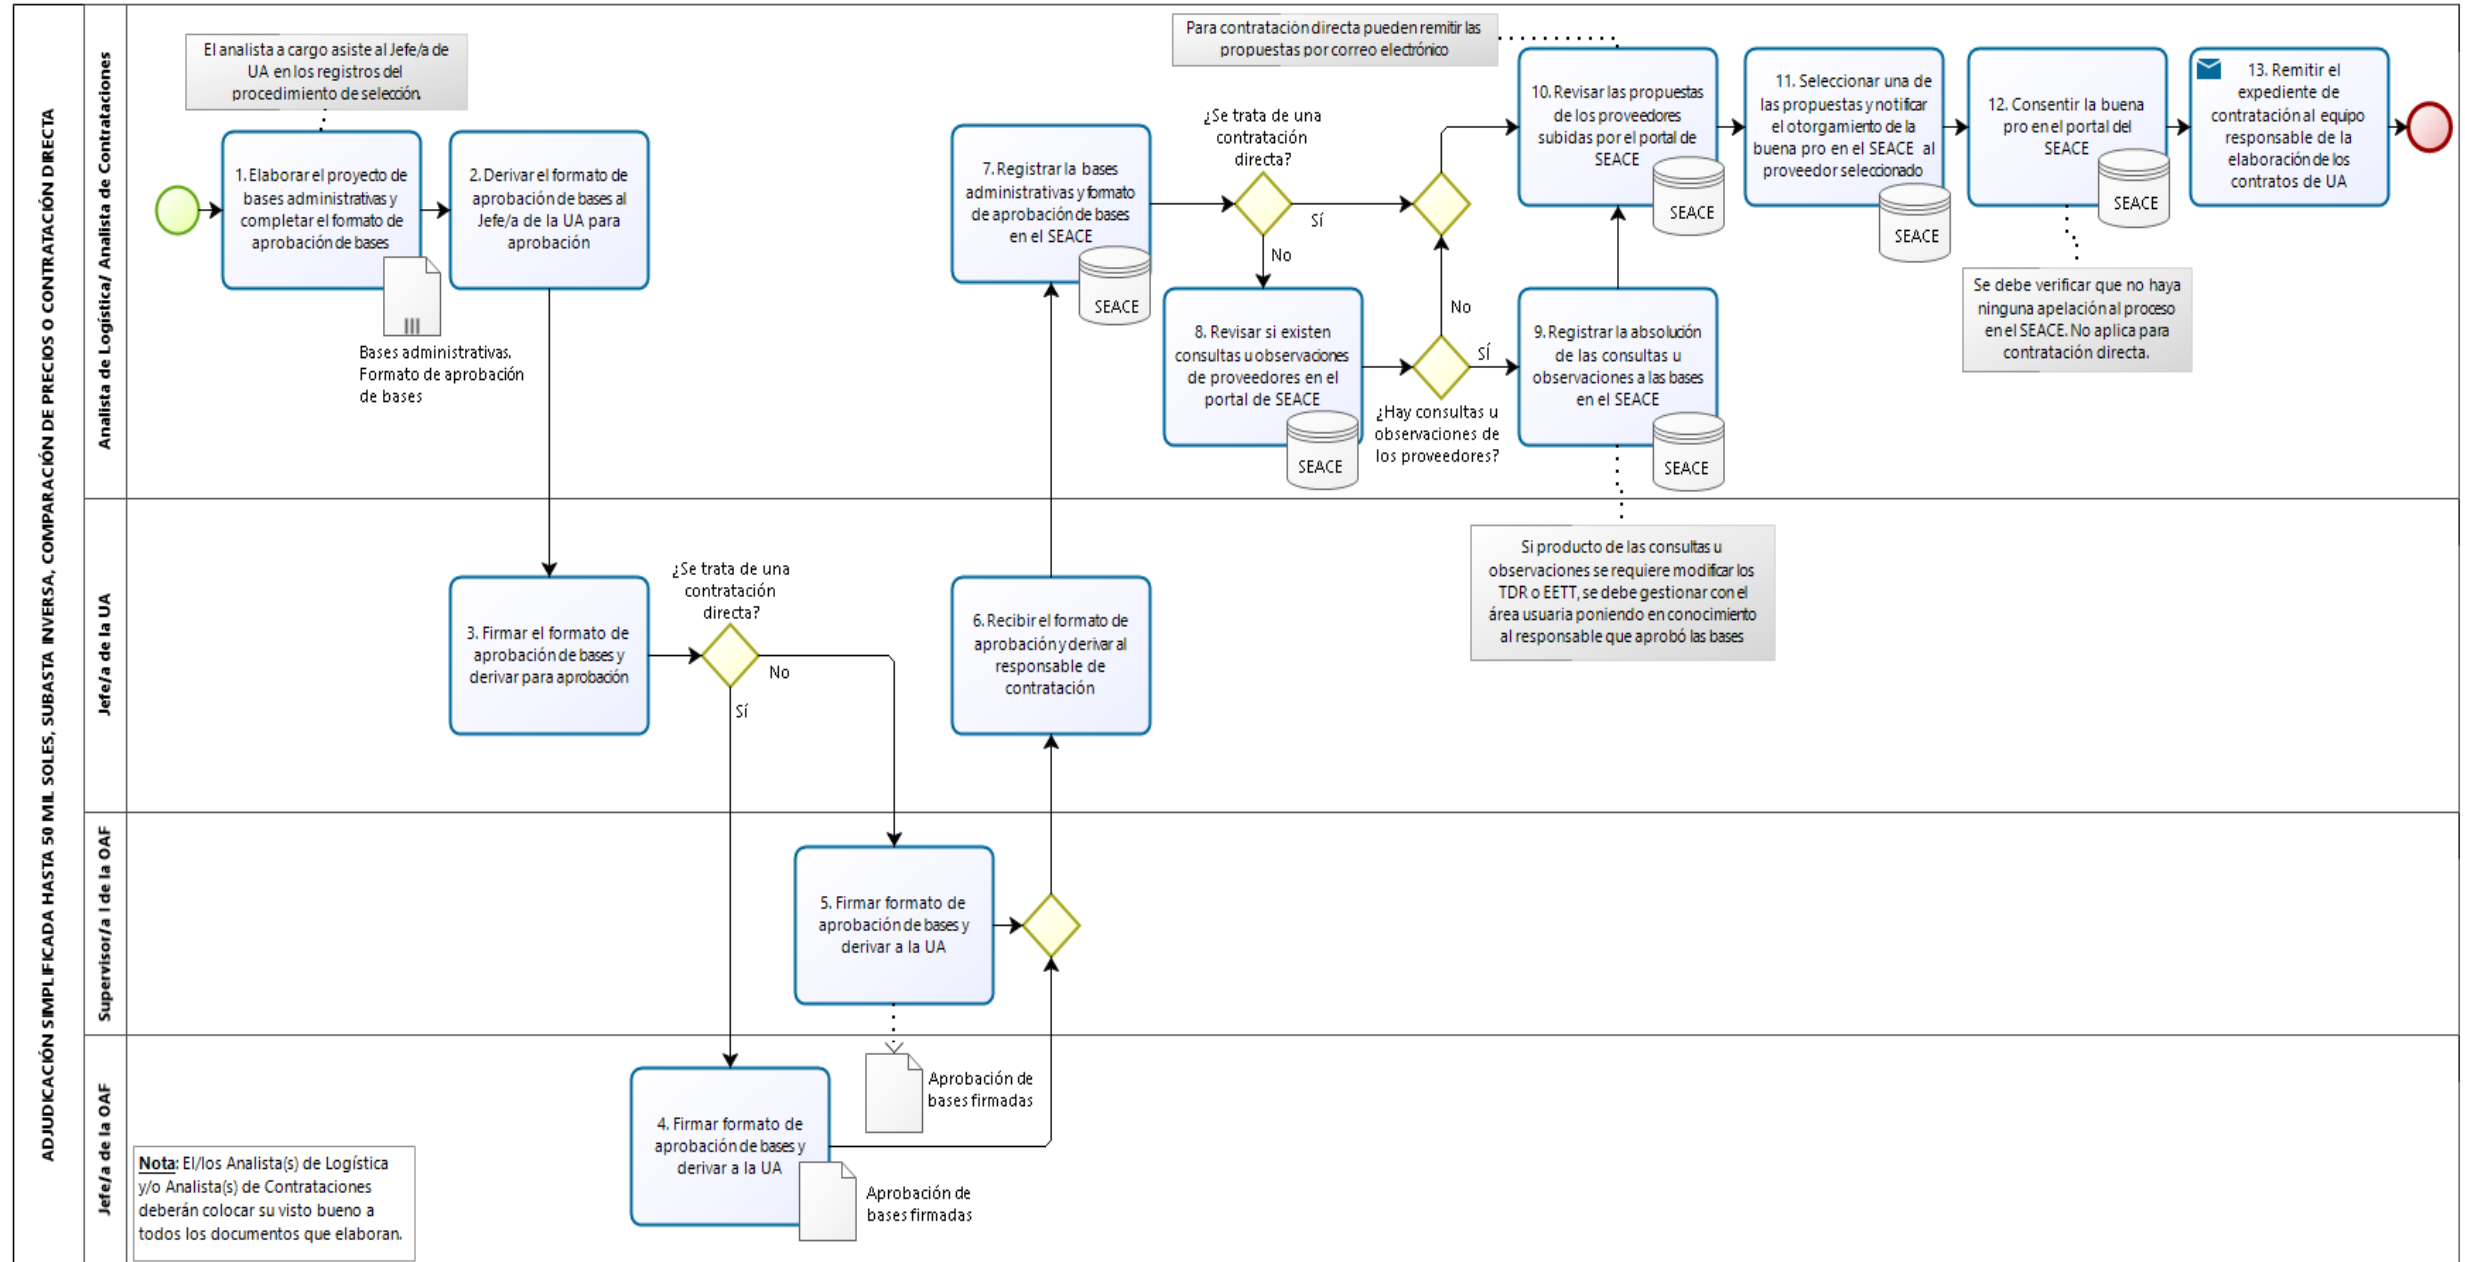 ADJUDICACIÓN SIMPLIFICADA HASTA 50 MIL SOLES, SUBASTA INVERSA, COMPARACIÓN DE PRECIOS O CONTRATACIÓN DIRECTA
Analista de Logística/ Analista de Contrataciones
El analista a cargo asiste al Jefe/a de
UA en los registros del
procedimiento de selección.
1. Elaborar el proyecto de
bases administrativas y
completar el formato de
aprobación de bases
Bases administrativas.
Formato de aprobación
de bases
2. Derivar el formato de
aprobación de bases al
Jefe/a de la UA para
aprobación
7. Registrar la bases
administrativas y formato
de aprobación de bases
en el SEACE
SEACE
¿Se trata de una
contratación
directa?
Sí
No
8. Revisar si existen
consultas u observaciones
de proveedores en el
portal de SEACE
SEACE
¿Hay consultas u
observaciones de
los proveedores?
No
SÍ
9. Registrar la absolución
de las consultas u
observaciones a las bases
en el SEACE
SEACE
Para contratación directa pueden remitir las
propuestas por correo electrónico
10. Revisar las propuestas
de los proveedores
subidas por el portal de
SEACE
SEACE
11. Seleccionar una de
las propuestas y notificar
el otorgamiento de la
buena pro en el SEACE al
proveedor seleccionado
SEACE
12. Consentir la buena
pro en el portal del
SEACE
SEACE
Se debe verificar que no haya
ninguna apelación al proceso
en el SEACE. No aplica para
contratación directa.
13. Remitir el
expediente de
contratación al equipo
responsable de la
elaboración de los
contratos de UA
Jefe/a de la UA
3. Firmar el formato de
aprobación de bases y
derivar para aprobación
¿Se trata de una
contratación
directa?
No
Sí
6. Recibir el formato de
aprobación y derivar al
responsable de
contratación
Si producto de las consultas u
observaciones se requiere modificar los
TDR o EETT, se debe gestionar con el
área usuaria poniendo en conocimiento
al responsable que aprobó las bases
Supervisor/a I de la OAF
5. Firmar formato de
aprobación de bases y
derivar a la UA
Aprobación de
bases firmadas
Jefe/a de la OAF
4. Firmar formato de
aprobación de bases y
derivar a la UA
Aprobación de
bases firmadas
Nota: El/los Analista(s) de Logística
y/o Analista(s) de Contrataciones
deberán colocar su visto bueno a
todos los documentos que elaboran.